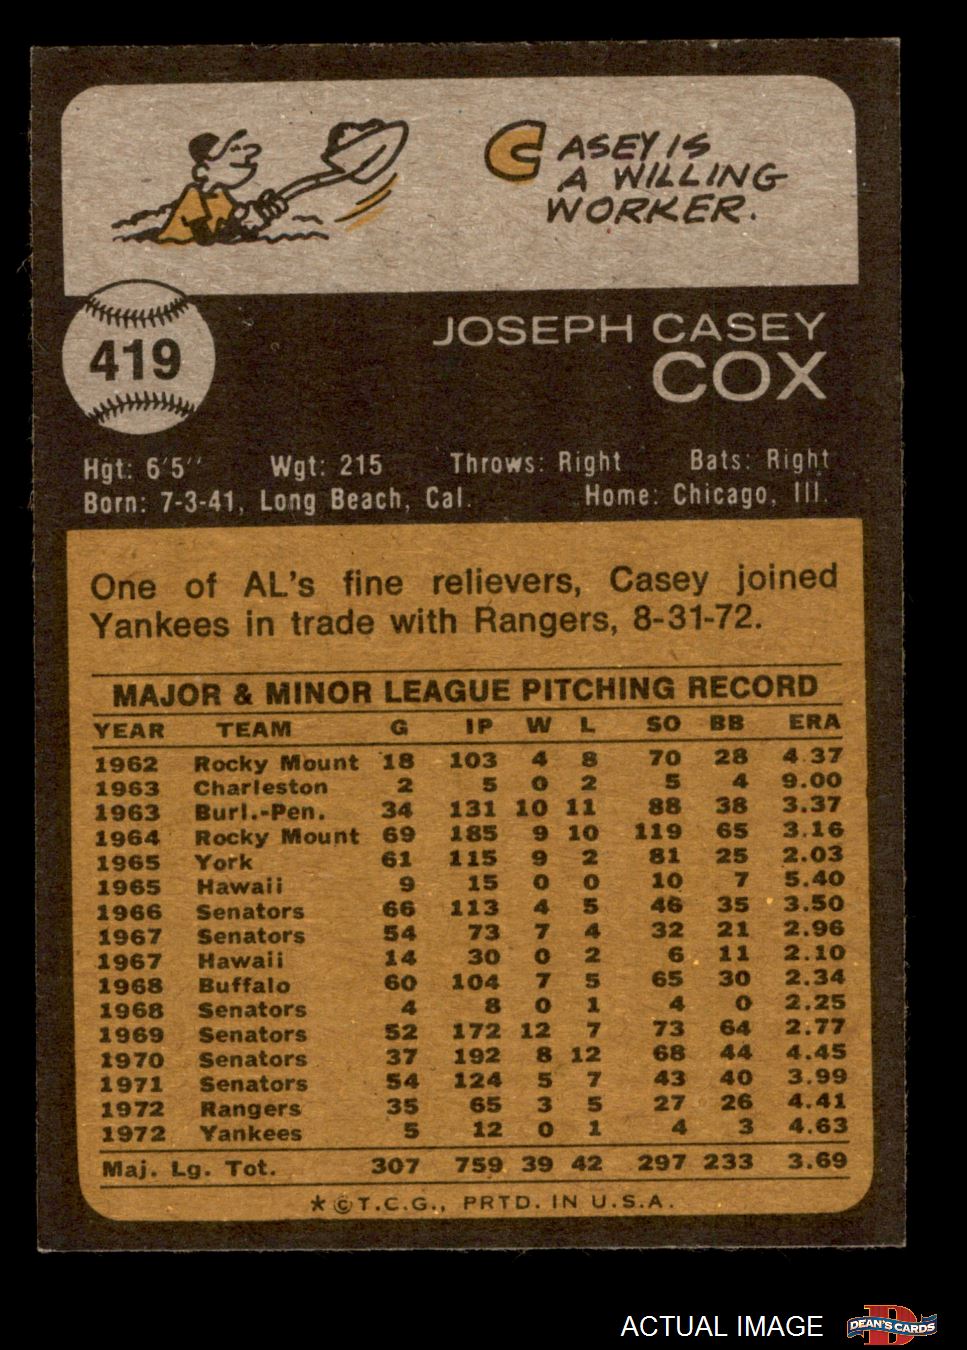 CASEY IS
A WILLING
WORKER.
419
JOSEPH CASEY
COX
Hgt: 6'5'' Wgt: 215 Throws: Right Bats: Right
Born: 7-3-41, Long Beach, Cal. Home: Chicago, Ill.
One of AL's fine relievers, Casey joined
Yankees in trade with Rangers, 8-31-72.
MAJOR & MINOR LEAGUE PITCHING RECORD
YEAR TEAM G IP W L SO BB ERA
1962 Rocky Mount 18 103 4 8 70 28 4.37
1963 Charleston 2 5 0 2 5 4 9.00
1963 Burl.-Pen. 34 131 10 11 88 38 3.37
1964 Rocky Mount 69 185 9 10 119 65 3.16
1965 York 61 115 9 2 81 25 2.03
1965 Hawaii 9 15 0 0 10 7 5.40
1966 Senators 66 113 4 5 46 35 3.50
1967 Senators 54 73 7 4 32 21 2.96
1967 Hawaii 14 30 0 2 6 11 2.10
1968 Buffalo 60 104 7 5 65 30 2.34
1968 Senators 4 8 0 1 4 0 2.25
1969 Senators 52 172 12 7 73 64 2.77
1970 Senators 37 192 8 12 68 44 4.45
1971 Senators 54 124 5 7 43 40 3.99
1972 Rangers 35 65 3 5 27 26 4.41
1972 Yankees 5 12 0 1 4 3 4.63
Maj. Lg. Tot. 307 759 39 42 297 233 3.69
* © T.C.G., PRTD. IN U.S.A.
ACTUAL IMAGE
D
DEAN'S CARDS